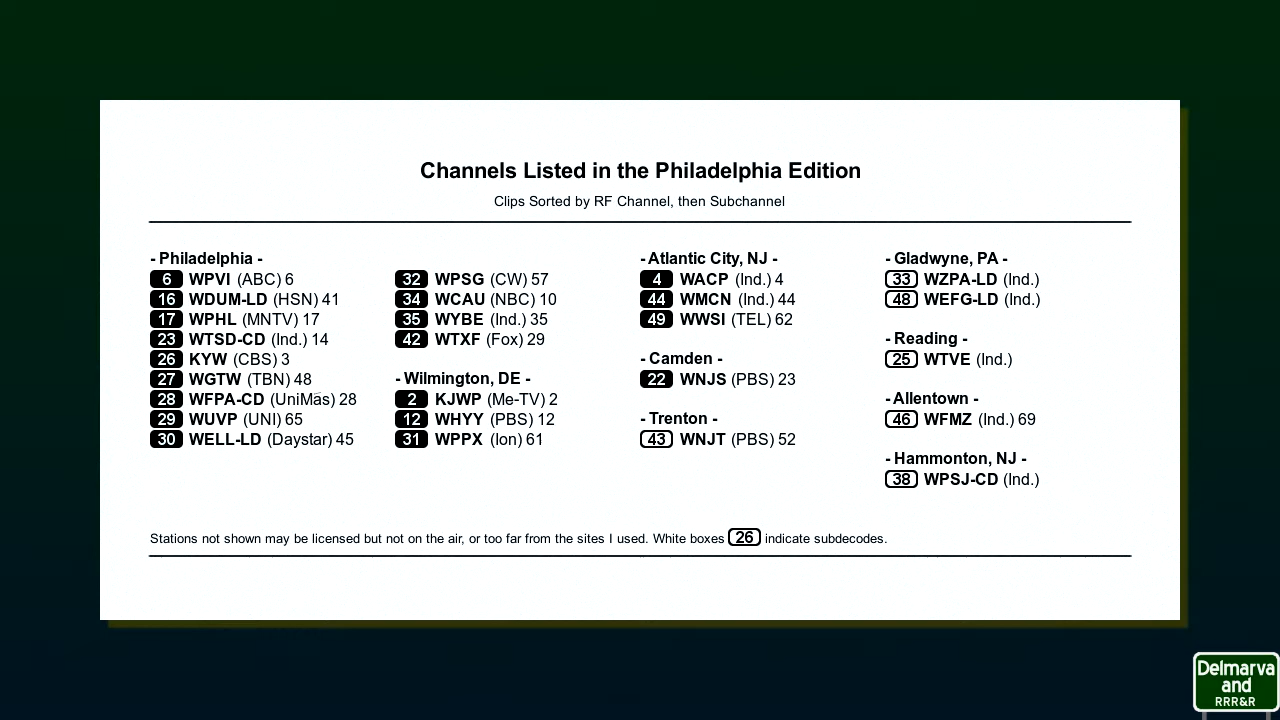 Channels Listed in the Philadelphia Edition
Clips Sorted by RF Channel, then Subchannel
- Philadelphia -
6 WPVI (ABC) 6
16 WDUM-LD (HSN) 41
17 WPHL (MNTV) 17
23 WTSD-CD (Ind.) 14
26 KYW (CBS) 3
27 WGTW (TBN) 48
28 WFPA-CD (UniMás) 28
29 WUVP (UNI) 65
30 WELL-LD (Daystar) 45
32 WPSG (CW) 57
34 WCAU (NBC) 10
35 WYBE (Ind.) 35
42 WTXF (Fox) 29
- Wilmington, DE -
2 KJWP (Me-TV) 2
12 WHYY (PBS) 12
31 WPPX (Ion) 61
- Atlantic City, NJ -
4 WACP (Ind.) 4
44 WMCN (Ind.) 44
49 WWSI (TEL) 62
- Camden -
22 WNJS (PBS) 23
- Trenton -
43 WNJT (PBS) 52
- Gladwyne, PA -
33 WZPA-LD (Ind.)
48 WEFG-LD (Ind.)
- Reading -
25 WTVE (Ind.)
- Allentown -
46 WFMZ (Ind.) 69
- Hammonton, NJ -
38 WPSJ-CD (Ind.)
Stations not shown may be licensed but not on the air, or too far from the sites I used. White boxes 26 indicate subdecodes.
Delmarva
and
RRR&R